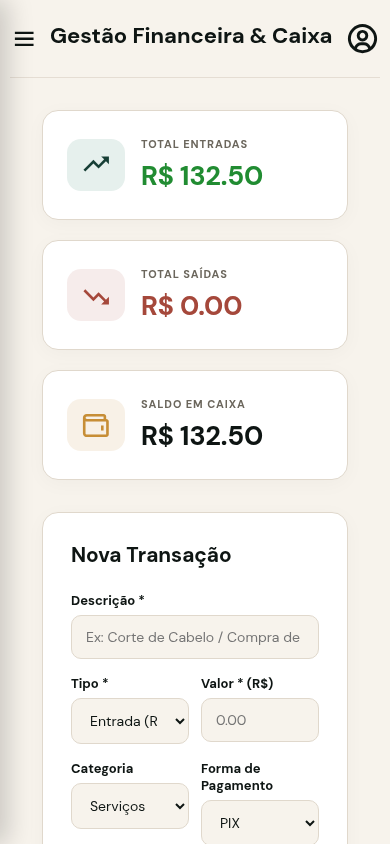 Gestão Financeira & Caixa
TOTAL ENTRADAS
R$ 132.50
TOTAL SAÍDAS
R$ 0.00
SALDO EM CAIXA
R$ 132.50
Nova Transação
Descrição *
Ex: Corte de Cabelo / Compra de
Tipo *
Valor * (R$)
Entrada (R
0.00
Categoria
Forma de
Pagamento
Serviços
PIX